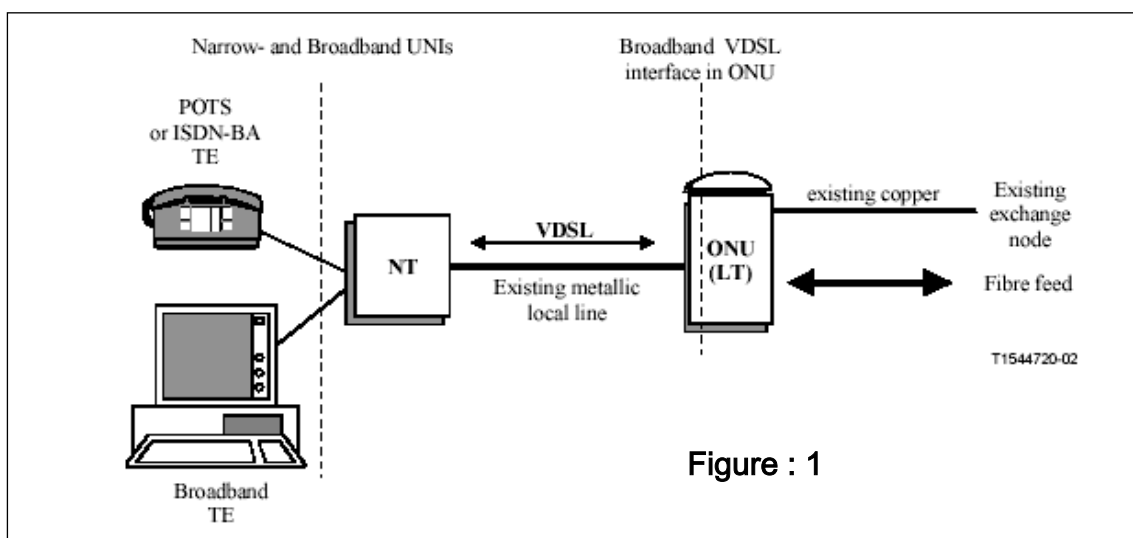 Narrow- and Broadband UNIs
Broadband VDSL
interface in ONU
POTS
or ISDN-BA
TE
existing copper
Existing
exchange
node
VDSL
NT
ONU
(LT)
Existing metallic
local line
Fibre feed
T1544720-02
Broadband
TE
Figure : 1